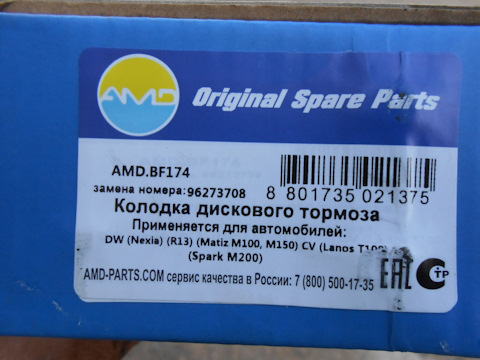 AMD
Original Spare Parts
AMD.BF174
замена номера:96273708
8 801735 021375
Колодка дискового тормоза
Применяется для автомобилей:
DW (Nexia) (R13) (Matiz M100, M150) CV (Lanos T100)
(Spark M200)
AMD-PARTS.COM сервис качества в России: 7 (800) 500-17-35
EAC
С ТР